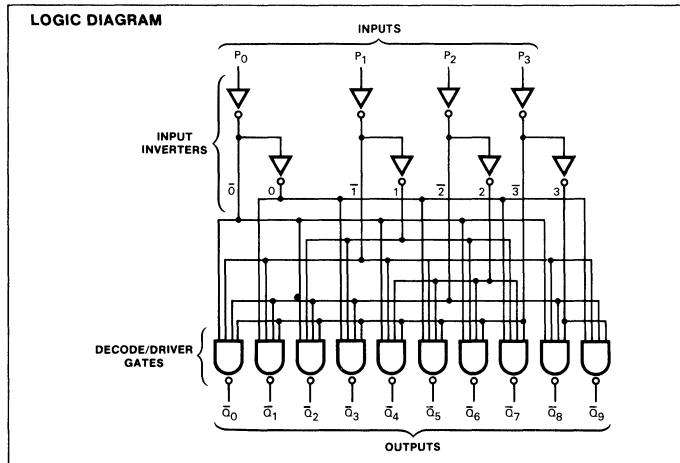 LOGIC DIAGRAM
INPUTS
P0 P1 P2 P3
INPUT
INVERTERS
0̅ 0 1̅ 1 2̅ 2 3̅ 3
DECODE/DRIVER
GATES
Q̅0 Q̅1 Q̅2 Q̅3 Q̅4 Q̅5 Q̅6 Q̅7 Q̅8 Q̅9
OUTPUTS